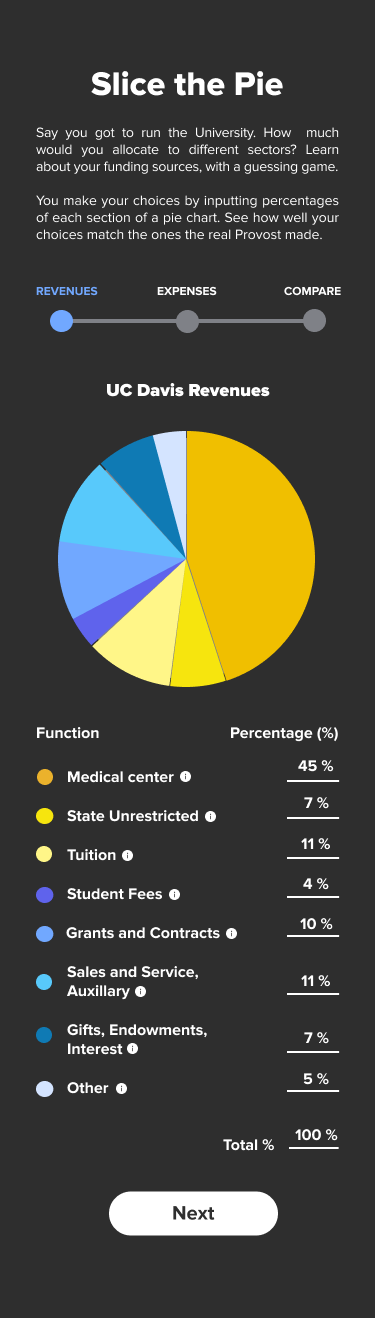 Slice the Pie
Say you got to run the University. How much
would you allocate to different sectors? Learn
about your funding sources, with a guessing game.
You make your choices by inputting percentages
of each section of a pie chart. See how well your
choices match the ones the real Provost made.
REVENUES EXPENSES COMPARE
UC Davis Revenues
Function Percentage (%)
Medical center 45 %
State Unrestricted 7 %
Tuition 11 %
Student Fees 4 %
Grants and Contracts 10 %
Sales and Service,
Auxillary 11 %
Gifts, Endowments,
Interest 7 %
Other 5 %
Total % 100 %
Next